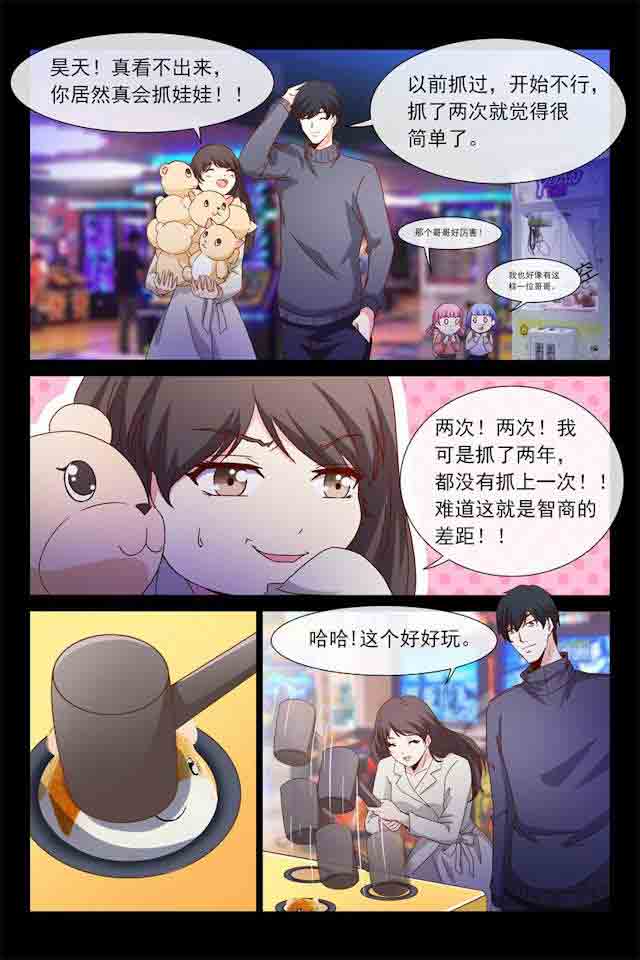 昊天！真看不出来，
你居然真会抓娃娃！！
以前抓过，开始不行，
抓了两次就觉得很
简单了。
那个哥哥好厉害！
我也好像有这
样一位哥哥。
空
两次！两次！我
可是抓了两年，
都没有抓上一次！！
难道这就是智商的
差距！！
哈哈！这个好好玩。